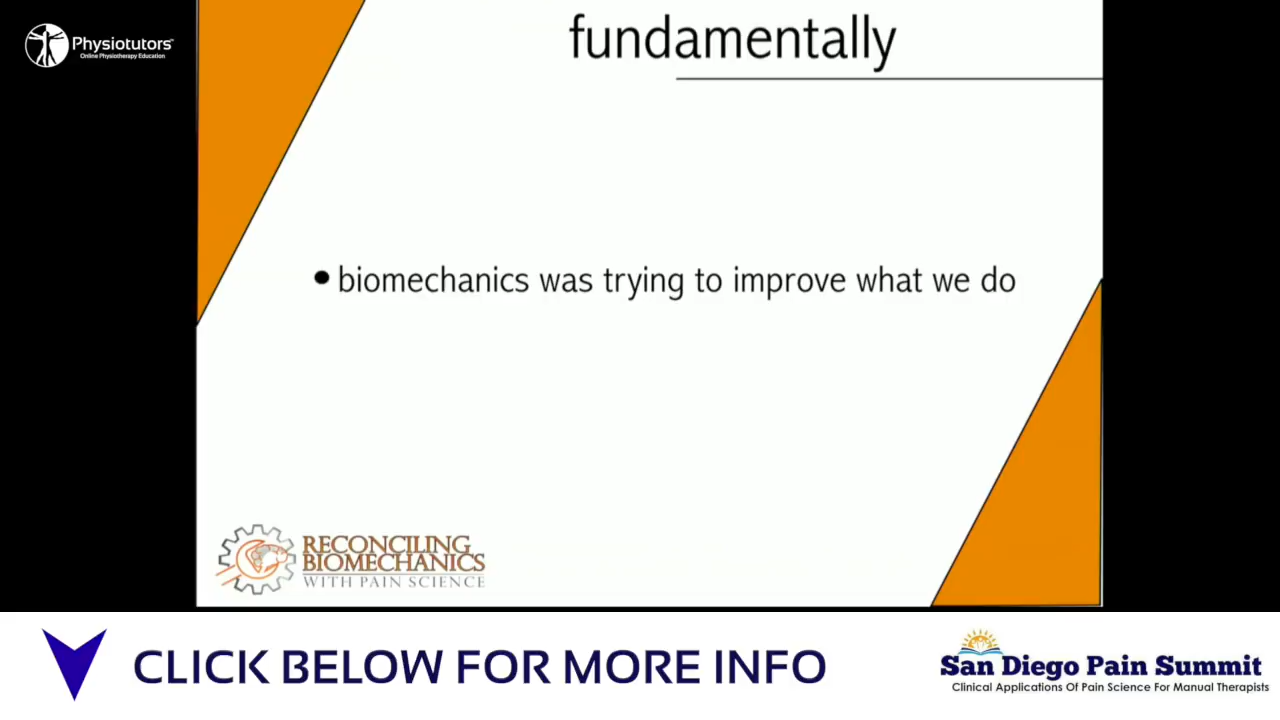 Physiotutors™
Online Physiotherapy Education
fundamentally
• biomechanics was trying to improve what we do
RECONCILING
BIOMECHANICS
WITH PAIN SCIENCE
CLICK BELOW FOR MORE INFO
San Diego Pain Summit
Clinical Applications Of Pain Science For Manual Therapists